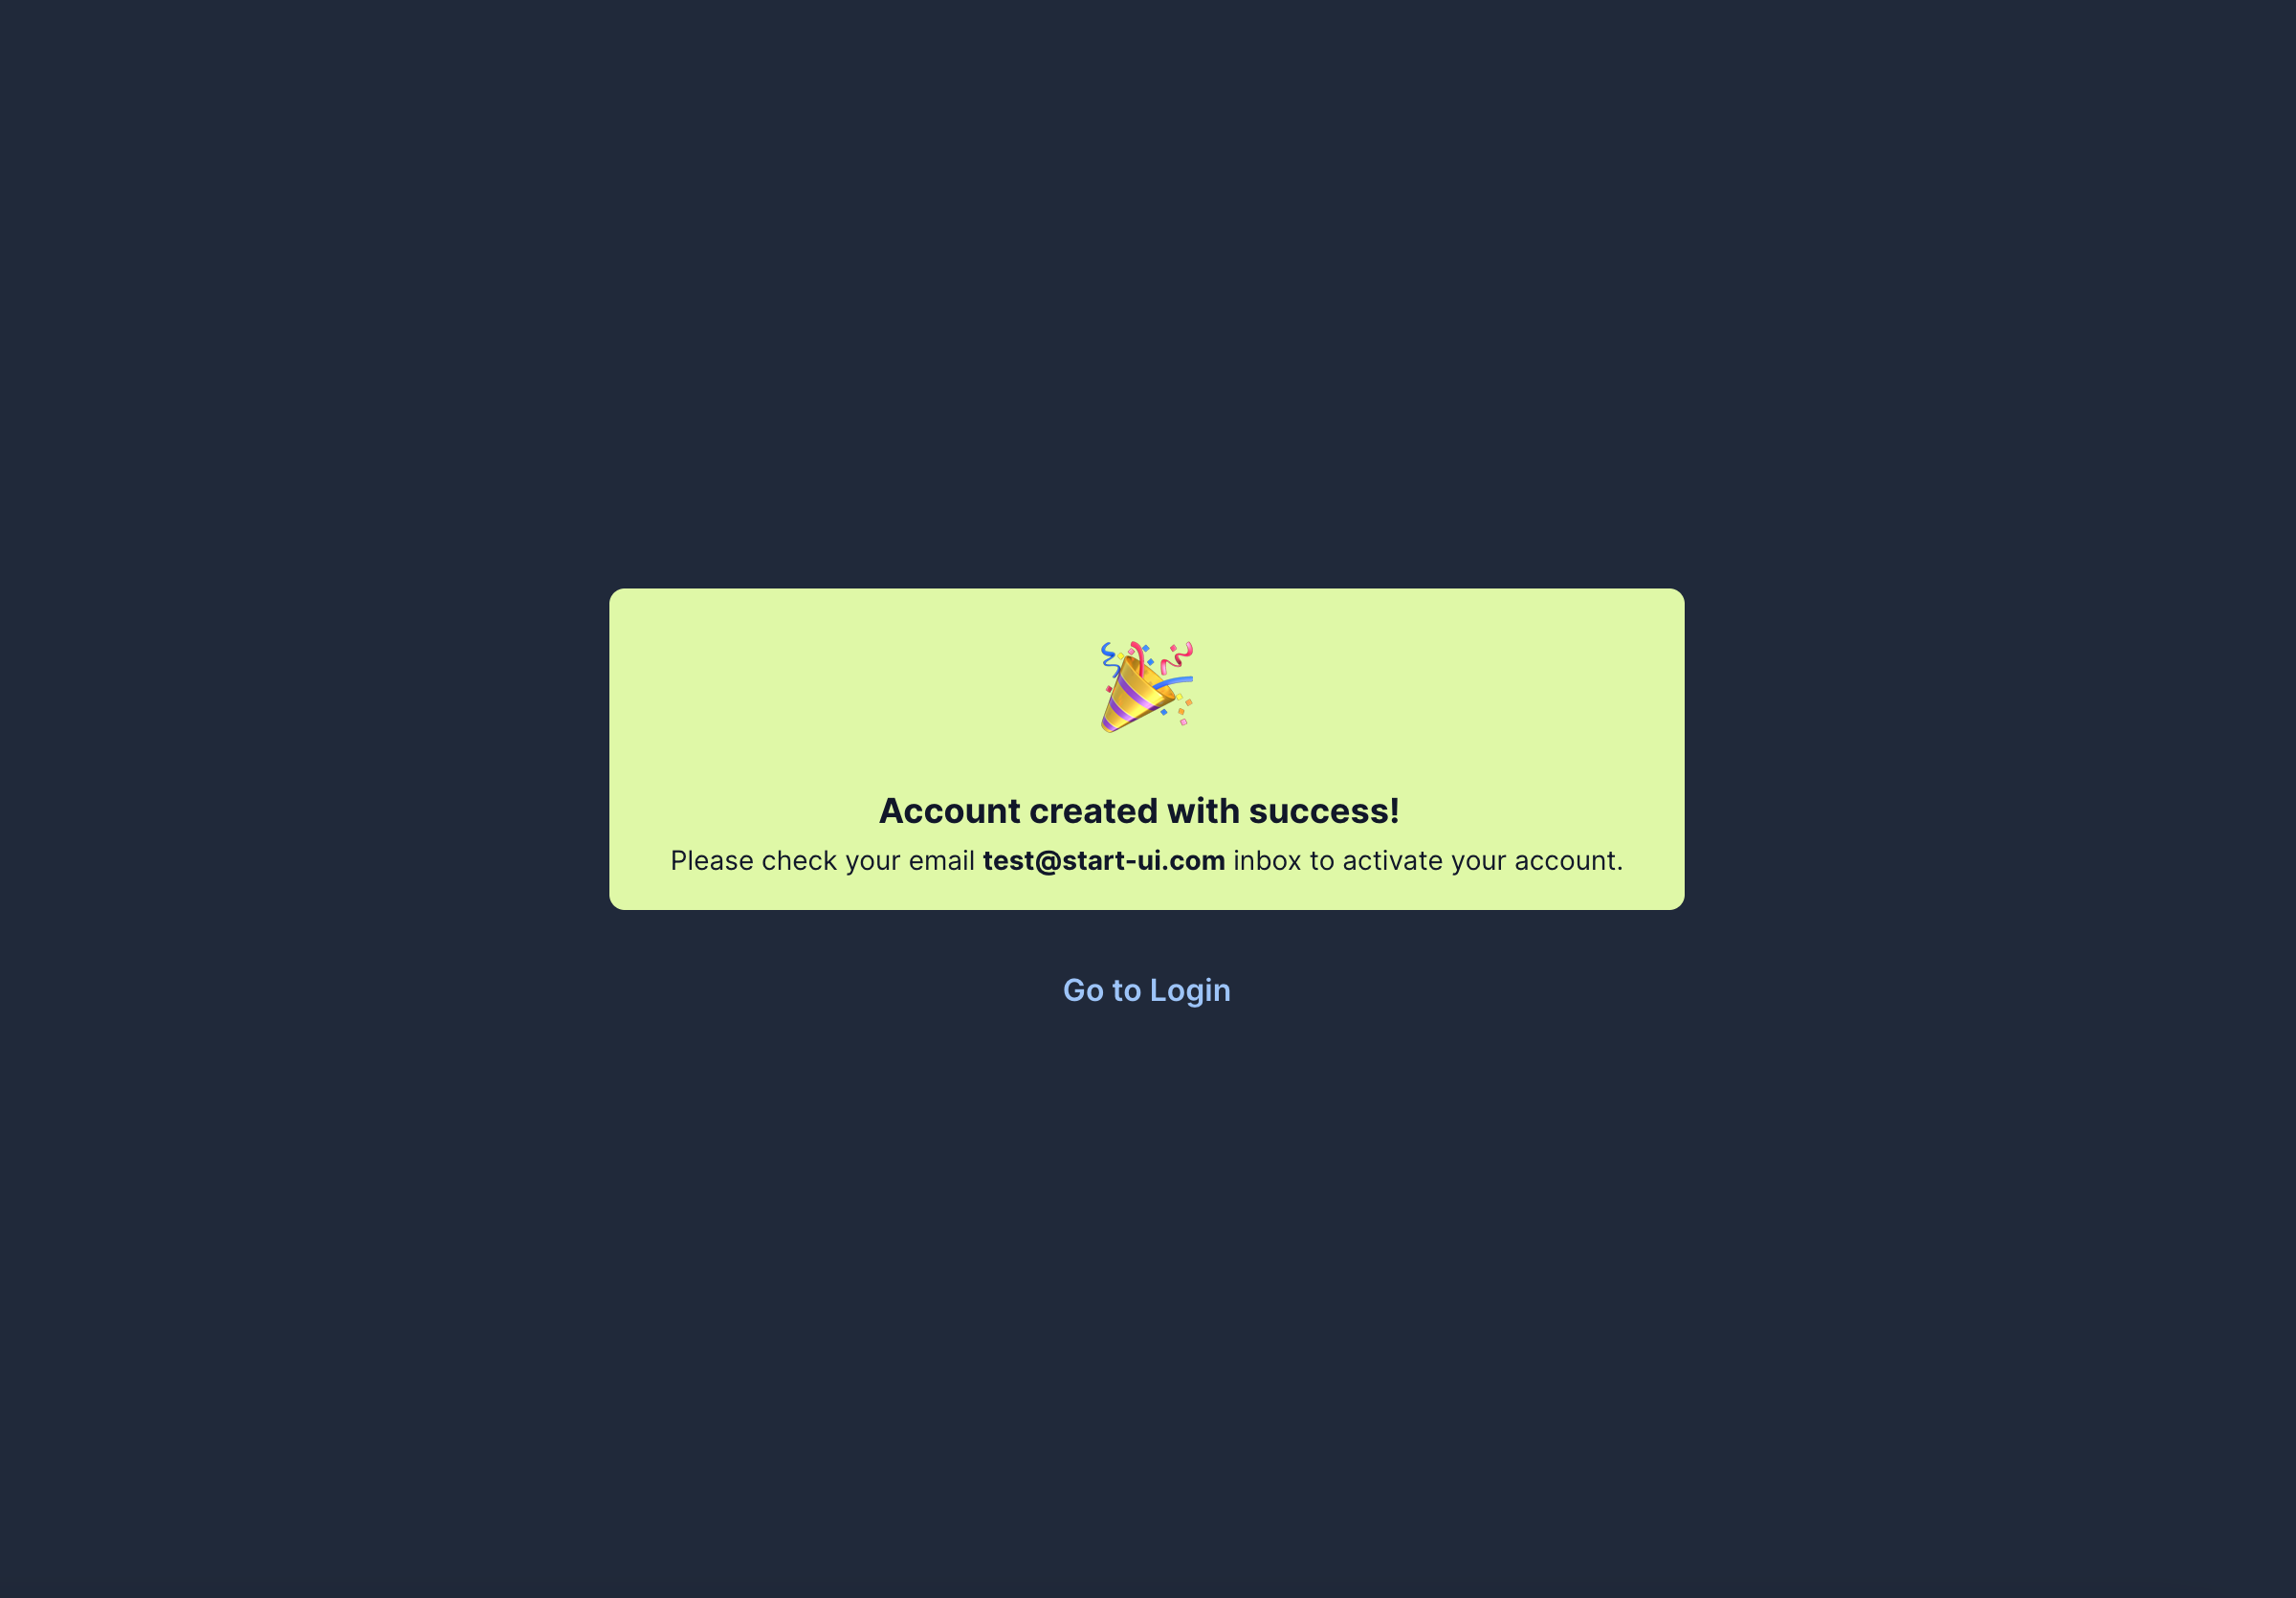 Account created with success!
Please check your email test@start-ui.com inbox to activate your account.
Go to Login